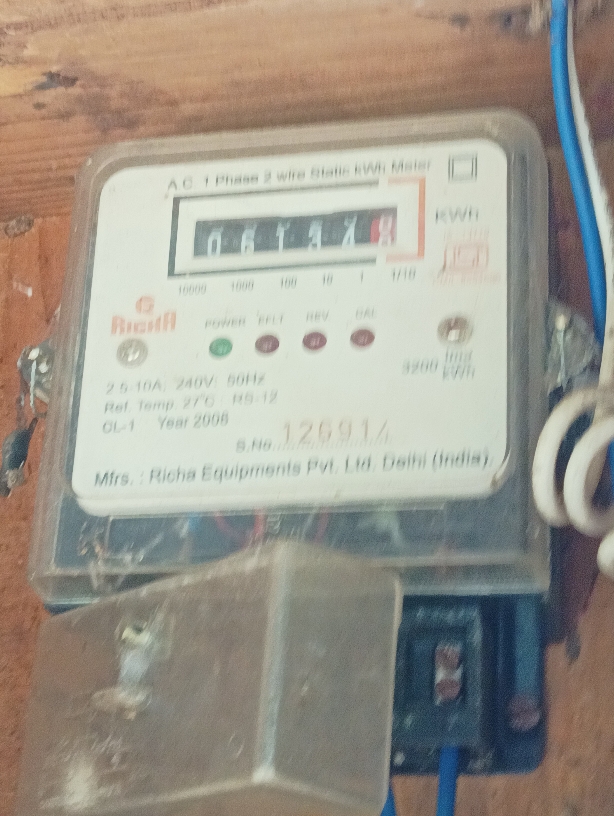 A.C. 1 Phase 2 wire Static kWh Meter
0 6 1 3 4 8
kWh
10000 1000 100 10 1 1/10
RICHA
POWER EFLT REV CAL
3200 Imp/kWh
2.5-10A, 240V, 50Hz
Ref. Temp. 27°C RS-12
CL-1 Year 2008
S.No. 126914
Mfrs. : Richa Equipments Pvt. Ltd. Delhi (India).